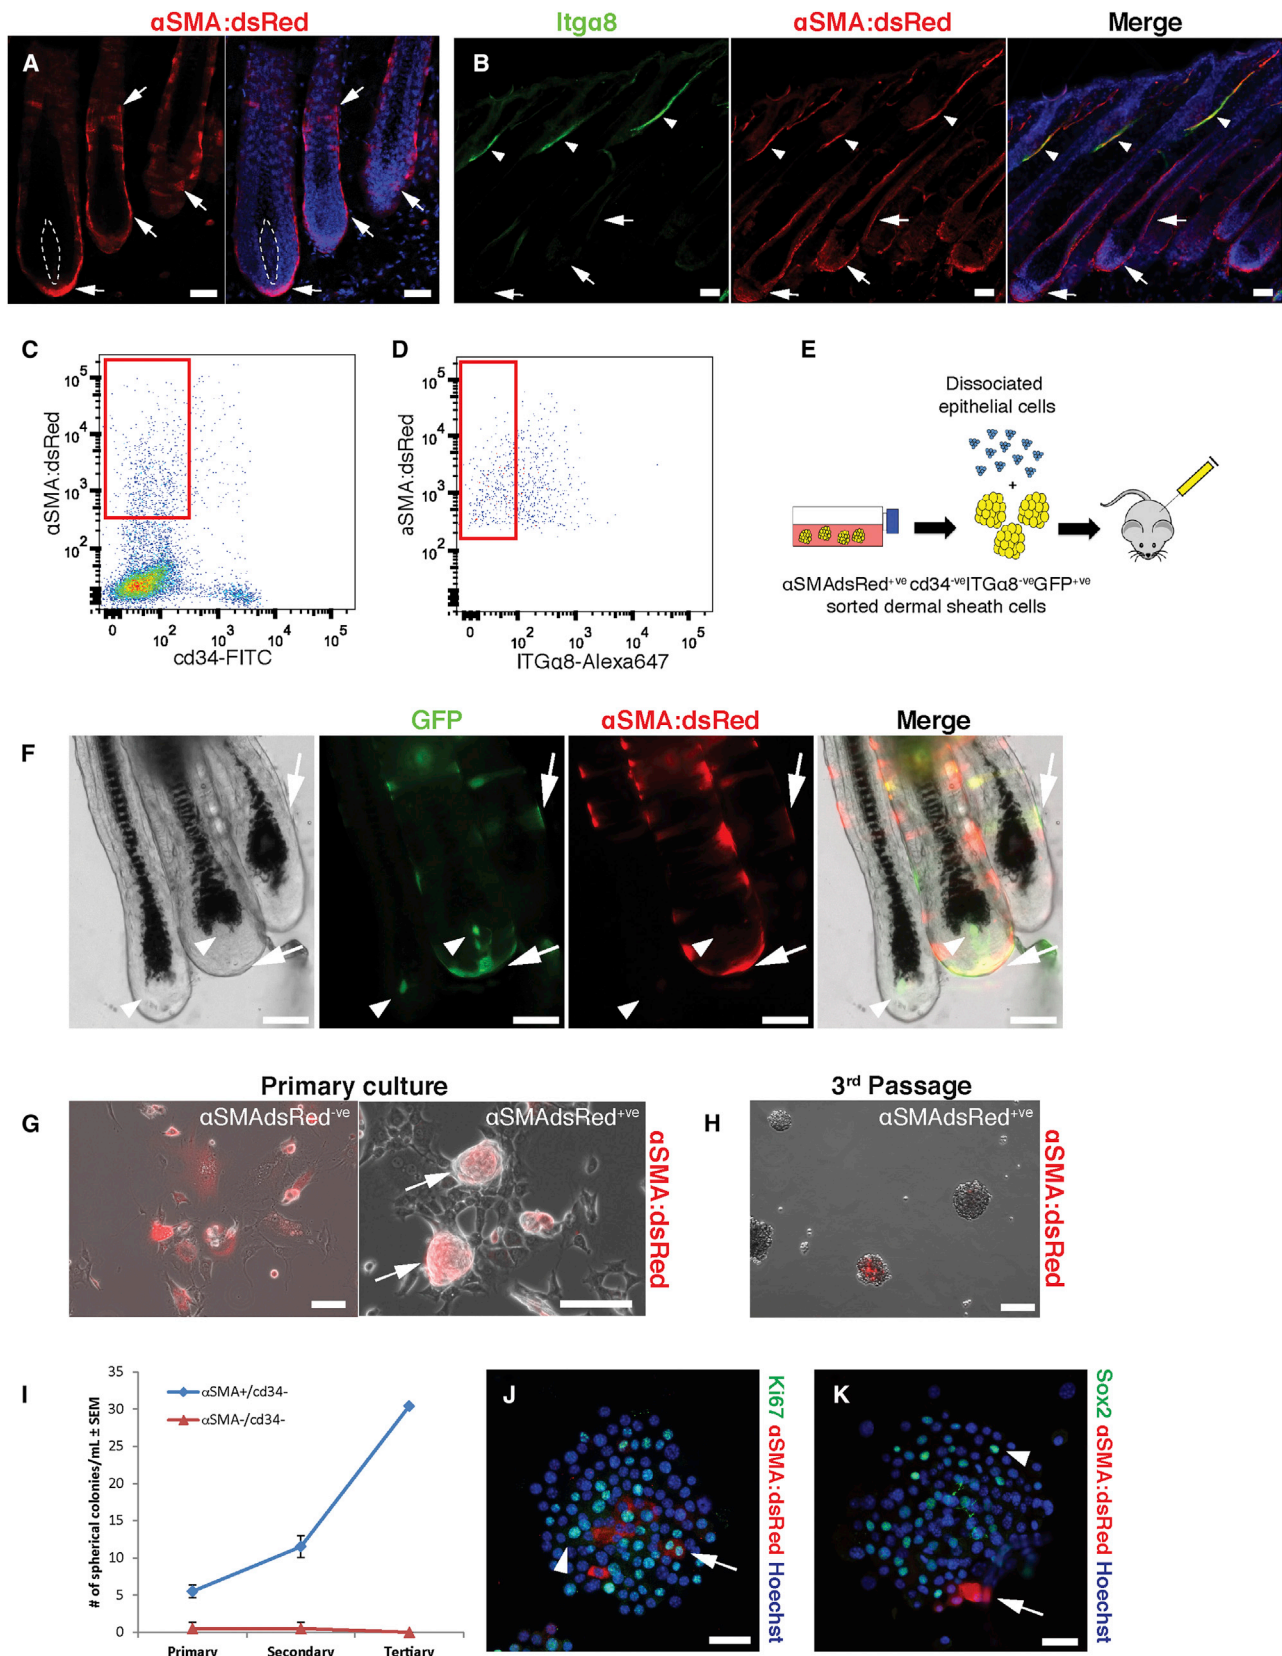 αSMA:dsRed
Itgα8
αSMA:dsRed
Merge
A
B
C
αSMA:dsRed
10^5
10^4
10^3
10^2
0
10^2
10^3
10^4
10^5
cd34-FITC
D
aSMA:dsRed
10^5
10^4
10^3
10^2
0
10^2
10^3
10^4
10^5
ITGα8-Alexa647
E
Dissociated
epithelial cells
+
αSMAdsRed^+ve cd34^-veITGα8^-veGFP^+ve
sorted dermal sheath cells
GFP
αSMA:dsRed
Merge
F
Primary culture
3^rd Passage
G
αSMAdsRed^-ve
αSMAdsRed^+ve
αSMA:dsRed
H
αSMAdsRed^+ve
αSMA:dsRed
I
# of spherical colonies/mL ± SEM
35
30
25
20
15
10
5
0
αSMA+/cd34-
αSMA-/cd34-
Primary
Secondary
Tertiary
J
Ki67 αSMA:dsRed Hoechst
K
Sox2 αSMA:dsRed Hoechst